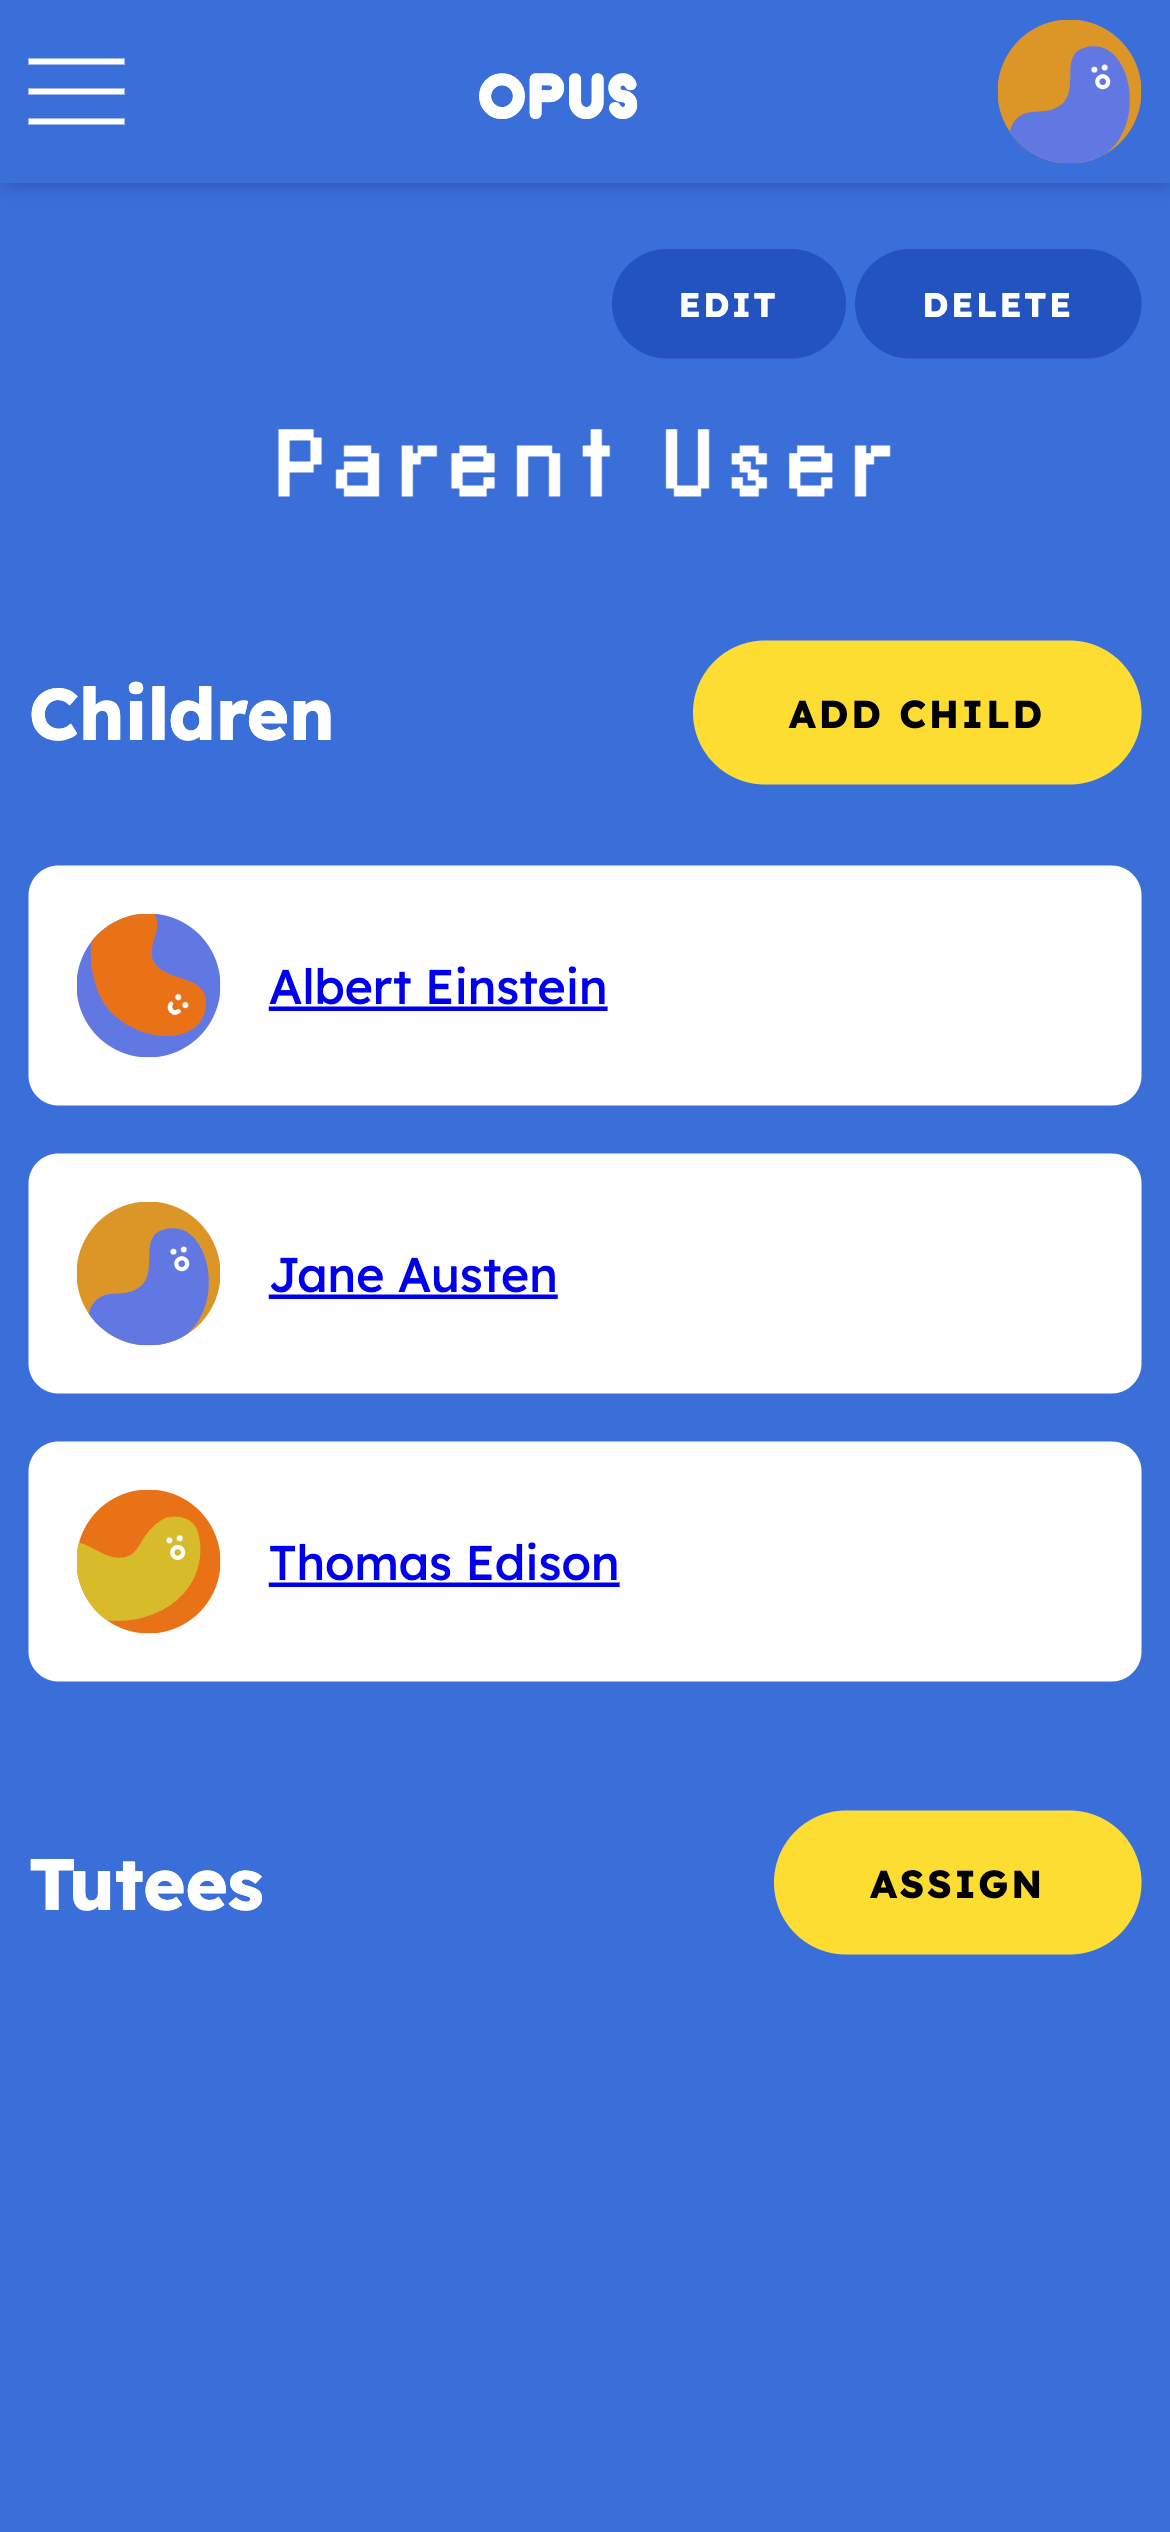 OPUS
EDIT DELETE
Parent User
Children ADD CHILD
Albert Einstein
Jane Austen
Thomas Edison
Tutees ASSIGN